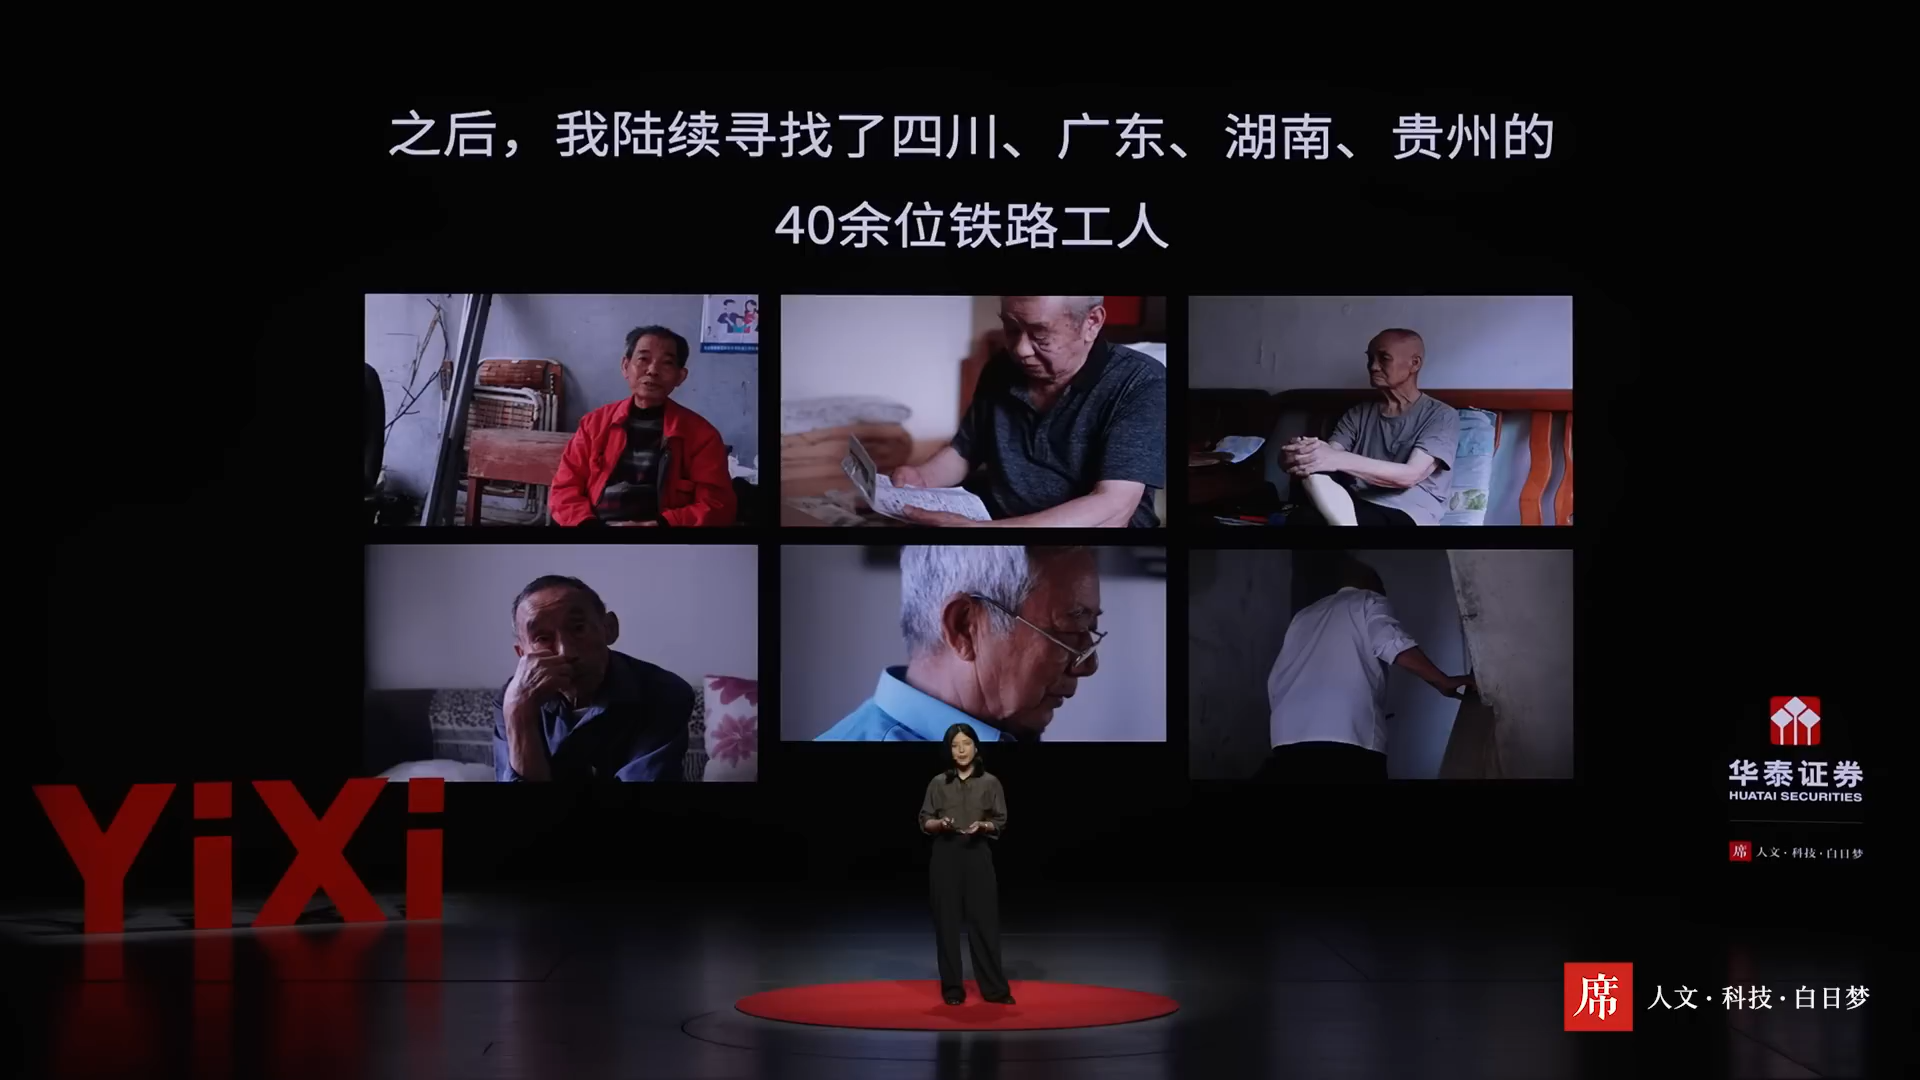 之后，我陆续寻找了四川、广东、湖南、贵州的
40余位铁路工人
YiXi
华泰证券
HUATAI SECURITIES
席 人文·科技·白日梦
席 人文·科技·白日梦